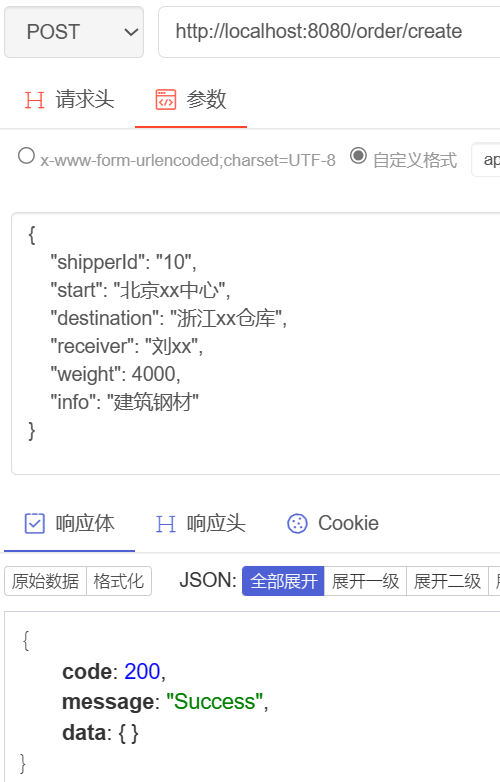 POST http://localhost:8080/order/create
请求头 参数
x-www-form-urlencoded;charset=UTF-8 自定义格式 ap
{
"shipperId": "10",
"start": "北京xx中心",
"destination": "浙江xx仓库",
"receiver": "刘xx",
"weight": 4000,
"info": "建筑钢材"
}
响应体 响应头 Cookie
原始数据 格式化 JSON: 全部展开 展开一级 展开二级
{
code: 200,
message: "Success",
data: { }
}